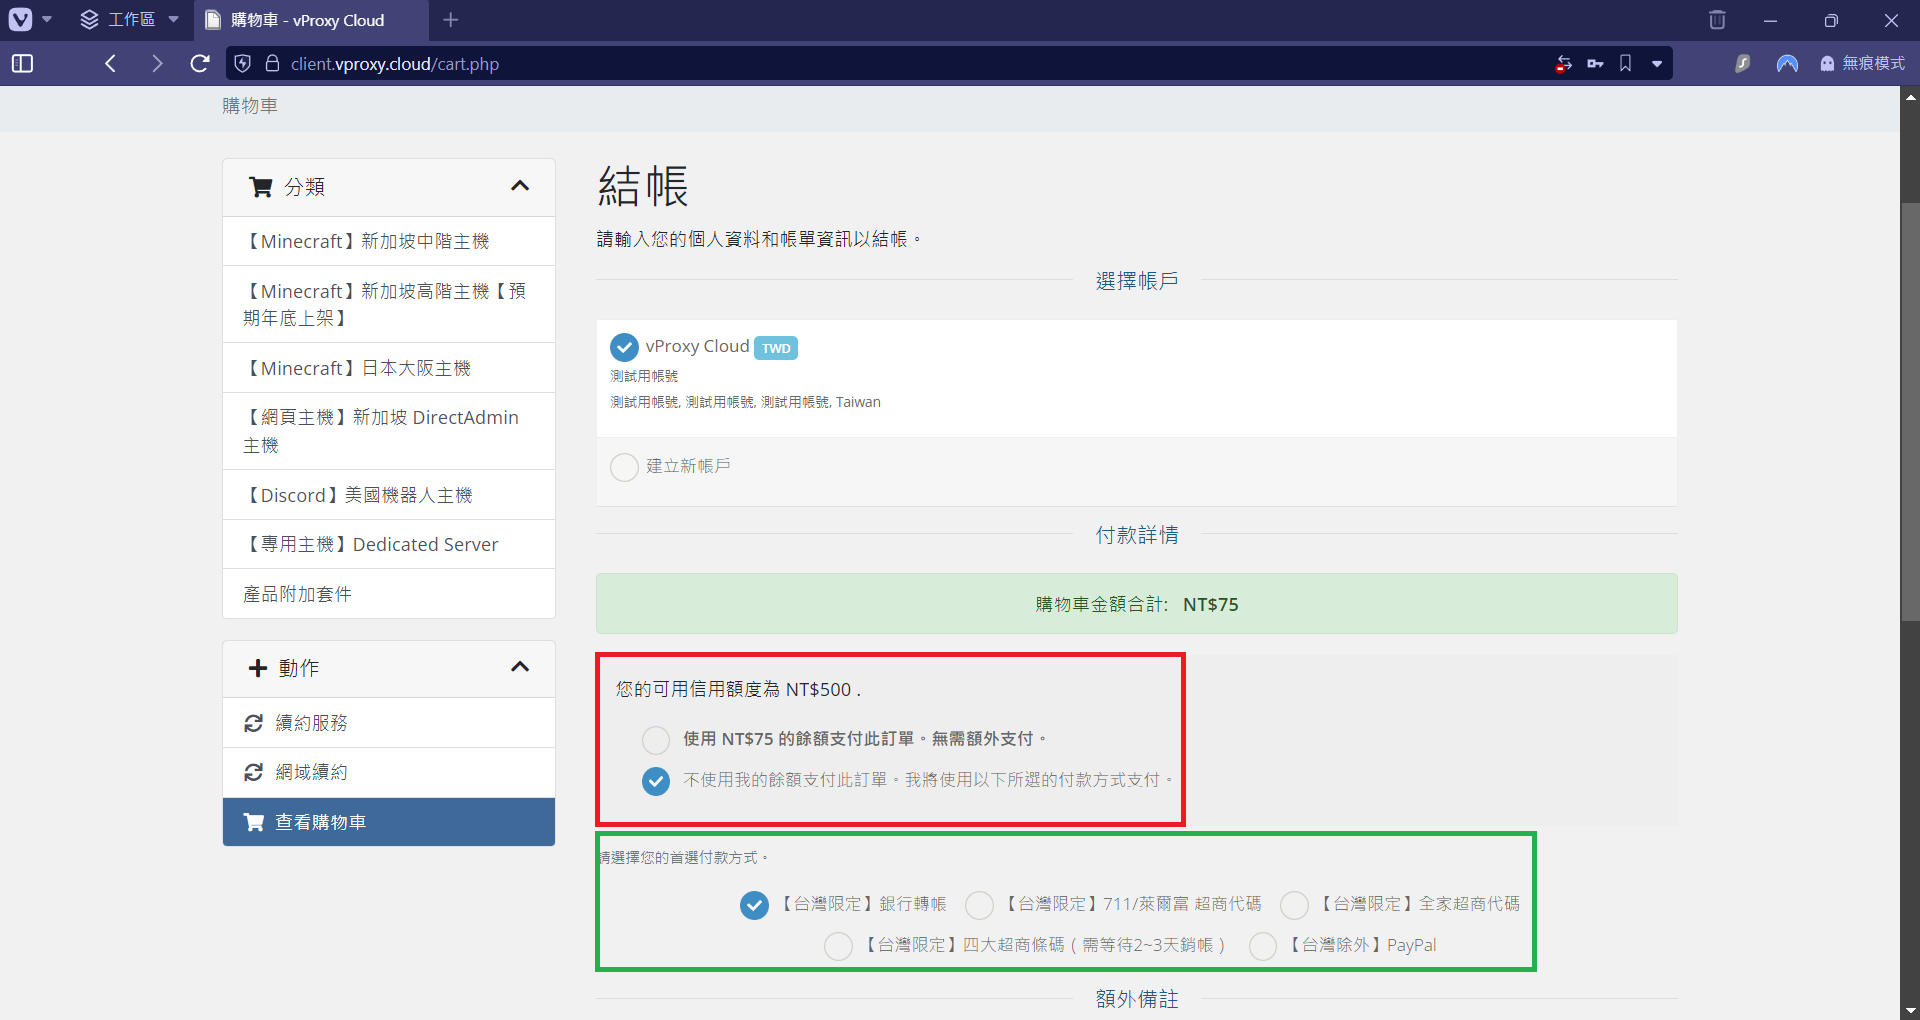 工作區
購物車 - vProxy Cloud
client.vproxy.cloud/cart.php
無痕模式
購物車
分類
【Minecraft】新加坡中階主機
【Minecraft】新加坡高階主機【預
期年底上架】
【Minecraft】日本大阪主機
【網頁主機】新加坡 DirectAdmin
主機
【Discord】美國機器人主機
【專用主機】Dedicated Server
產品附加套件
動作
續約服務
網域續約
查看購物車
結帳
請輸入您的個人資料和帳單資訊以結帳。
選擇帳戶
vProxy Cloud TWD
測試用帳號
測試用帳號, 測試用帳號, 測試用帳號, Taiwan
建立新帳戶
付款詳情
購物車金額合計: NT$75
您的可用信用額度為 NT$500 .
使用 NT$75 的餘額支付此訂單。無需額外支付。
不使用我的餘額支付此訂單。我將使用以下所選的付款方式支付。
請選擇您的首選付款方式。
【台灣限定】銀行轉帳 【台灣限定】711/萊爾富 超商代碼 【台灣限定】全家超商代碼
【台灣限定】四大超商條碼 ( 需等待2~3天銷帳 ) 【台灣除外】PayPal
額外備註